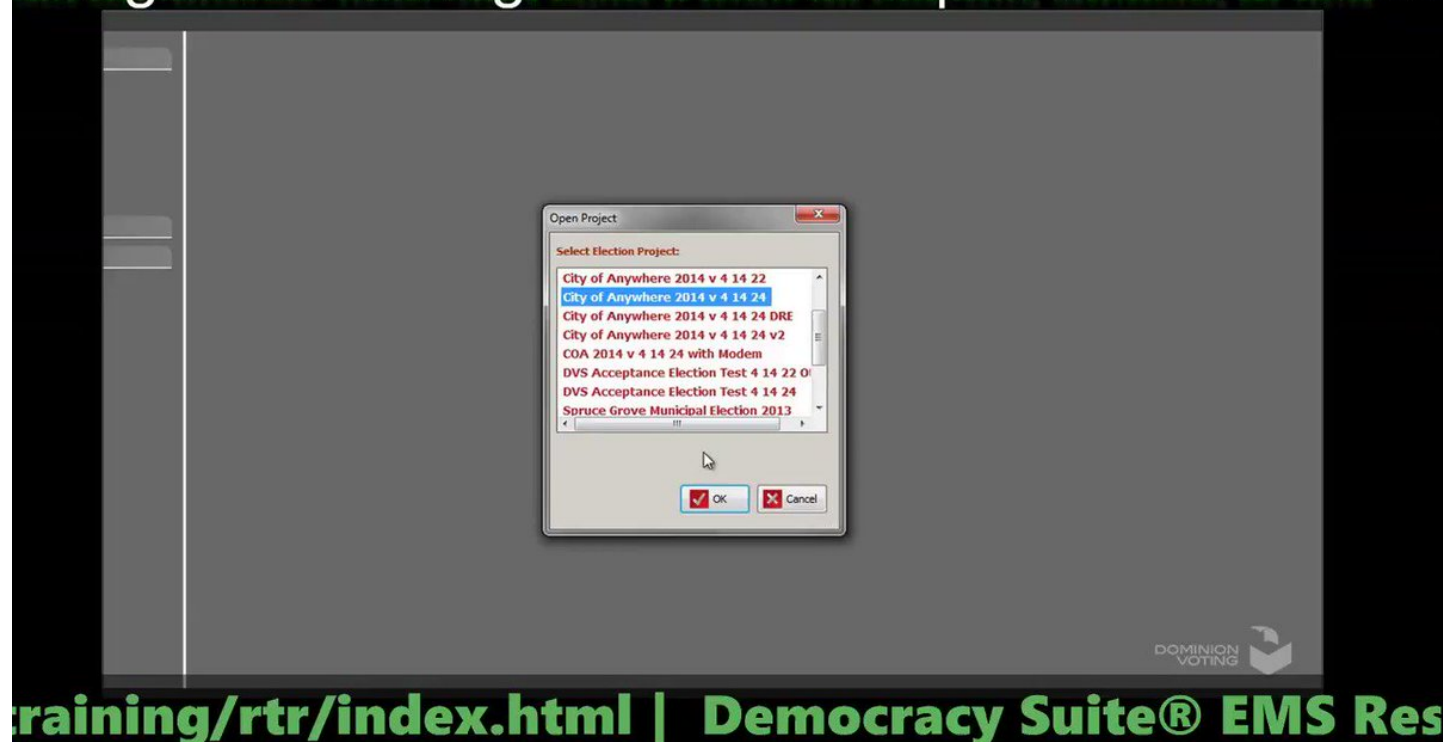 Open Project
Select Election Project:
City of Anywhere 2014 v 4 14 22
City of Anywhere 2014 v 4 14 24
City of Anywhere 2014 v 4 14 24 DRE
City of Anywhere 2014 v 4 14 24 v2
COA 2014 v 4 14 24 with Modem
DVS Acceptance Election Test 4 14 22 O
DVS Acceptance Election Test 4 14 24
Spruce Grove Municipal Election 2013
OK Cancel
DOMINION
VOTING
training/rtr/index.html | Democracy Suite® EMS Res